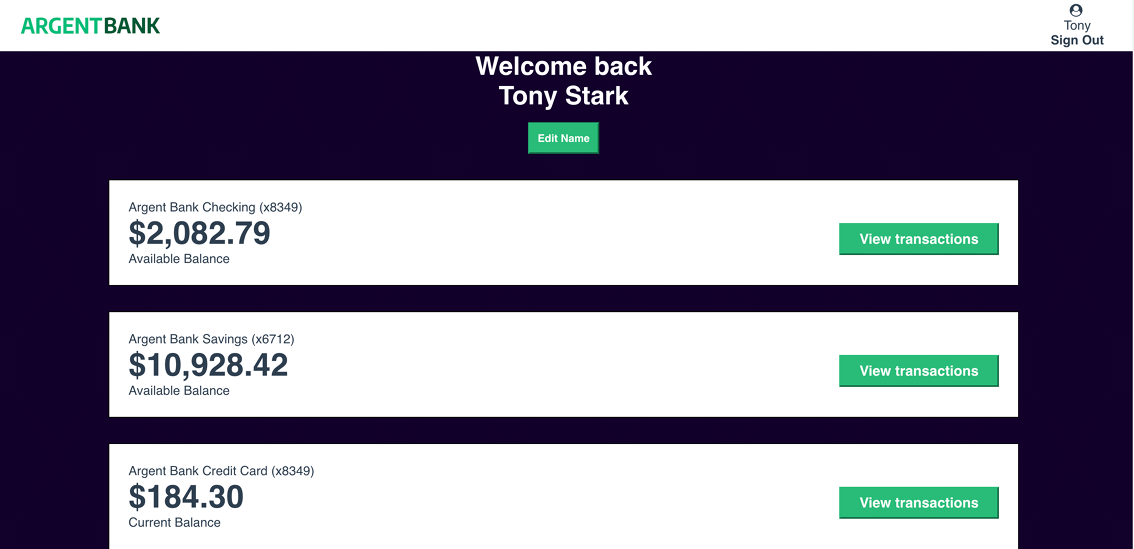 ARGENTBANK
Tony
Sign Out
Welcome back
Tony Stark
Edit Name
Argent Bank Checking (x8349)
$2,082.79
Available Balance
View transactions
Argent Bank Savings (x6712)
$10,928.42
Available Balance
View transactions
Argent Bank Credit Card (x8349)
$184.30
Current Balance
View transactions